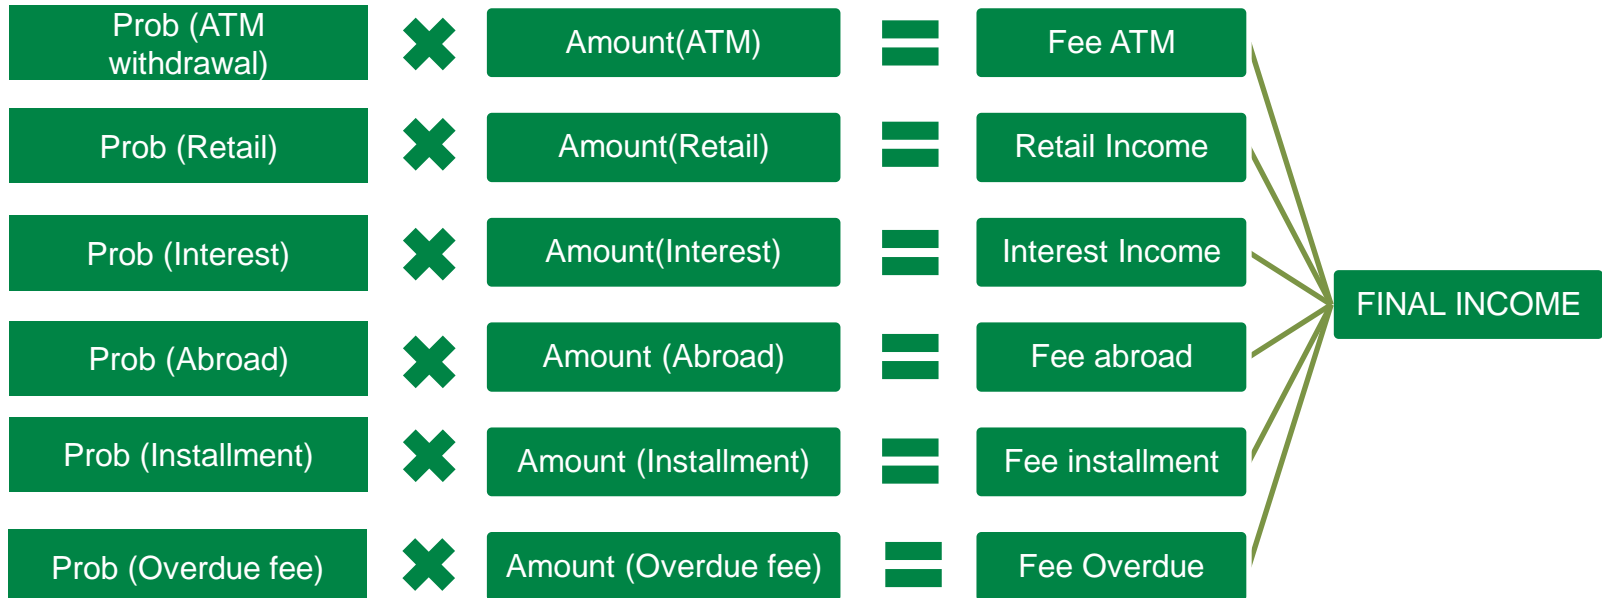 Prob (ATM
withdrawal)
Amount(ATM)
Fee ATM
Prob (Retail)
Amount(Retail)
Retail Income
Prob (Interest)
Amount(Interest)
Interest Income
FINAL INCOME
Prob (Abroad)
Amount (Abroad)
Fee abroad
Prob (Installment)
Amount (Installment)
Fee installment
Prob (Overdue fee)
Amount (Overdue fee)
Fee Overdue